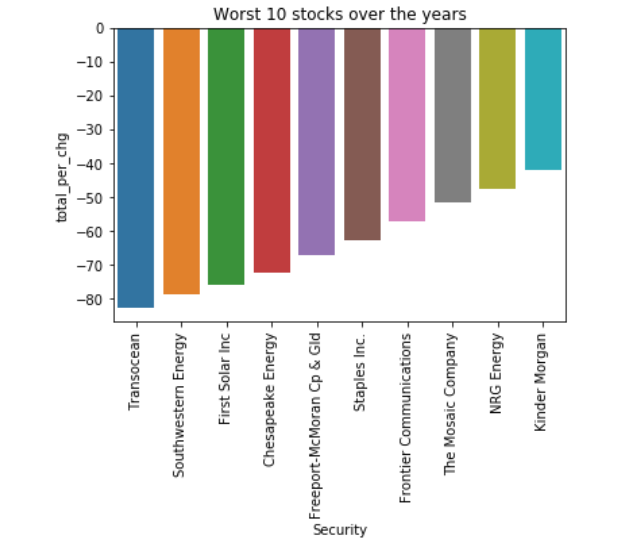 Worst 10 stocks over the years
0
−10
−20
−30
−40
−50
−60
−70
−80
total_per_chg
Transocean
Southwestern Energy
First Solar Inc
Chesapeake Energy
Freeport-McMoran Cp & Gld
Staples Inc.
Frontier Communications
The Mosaic Company
NRG Energy
Kinder Morgan
Security